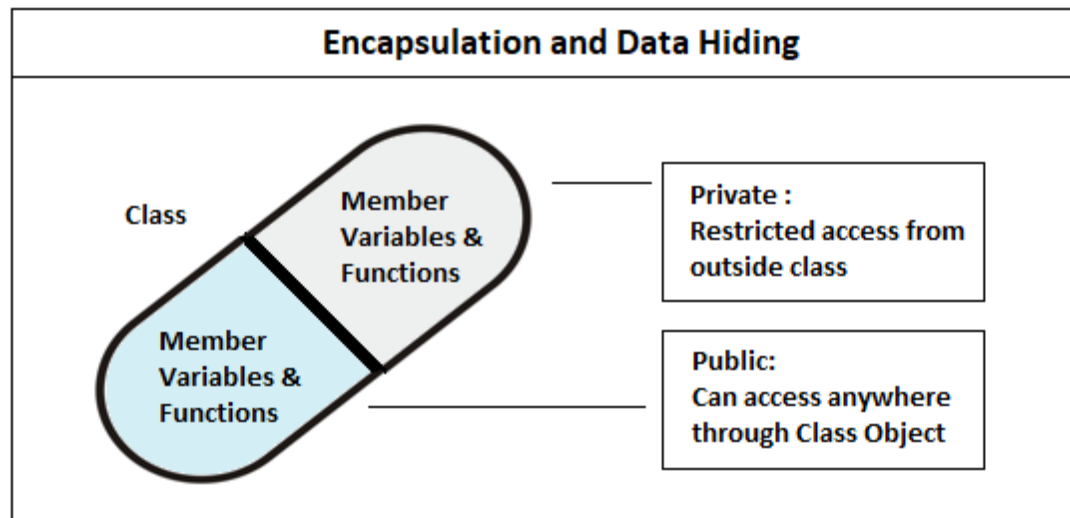 Encapsulation and Data Hiding
Class
Member
Variables &
Functions
Member
Variables &
Functions
Private :
Restricted access from
outside class
Public:
Can access anywhere
through Class Object